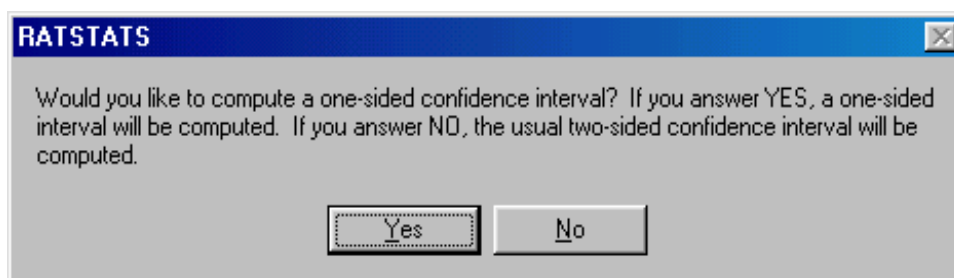 RATSTATS
Would you like to compute a one-sided confidence interval?  If you answer YES, a one-sided
interval will be computed.  If you answer NO, the usual two-sided confidence interval will be
computed.
Yes
No